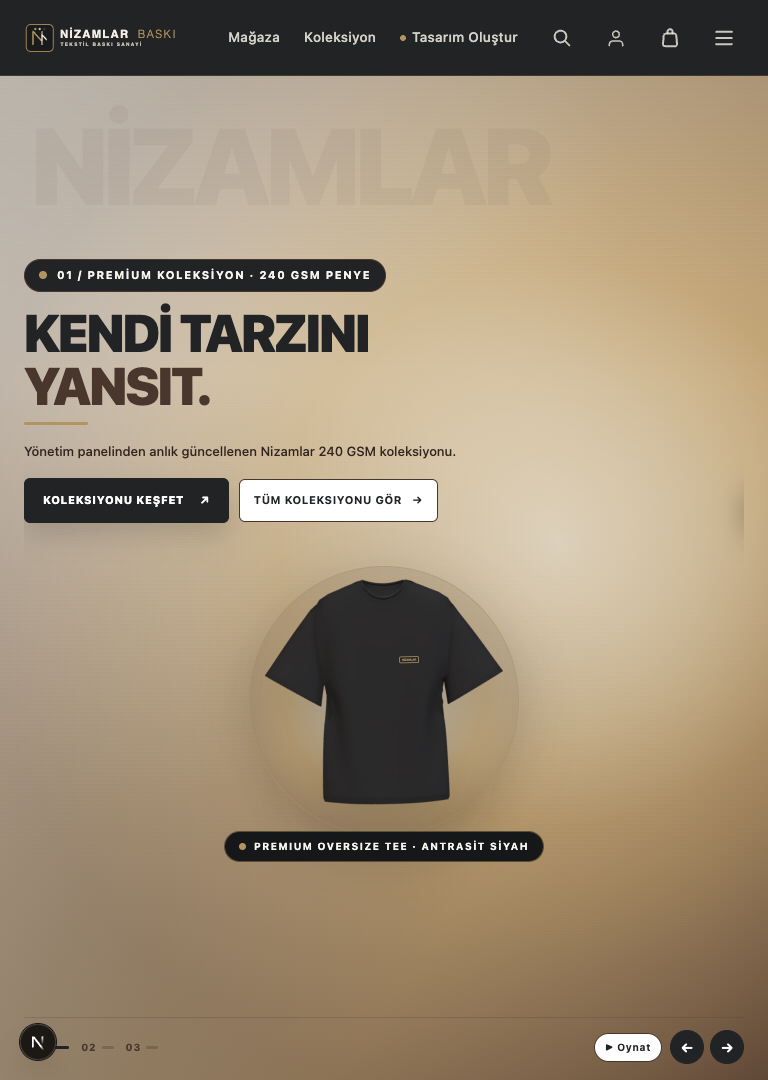 NİZAMLAR BASKI
TEKSTİL BASKI SANAYİ
Mağaza
Koleksiyon
Tasarım Oluştur
NİZAMLAR
01 / PREMİUM KOLEKSİYON · 240 GSM PENYE
KENDİ TARZINI
YANSIT.
Yönetim panelinden anlık güncellenen Nizamlar 240 GSM koleksiyonu.
KOLEKSIYONU KEŞFET
TÜM KOLEKSIYONU GÖR
PREMIUM OVERSIZE TEE · ANTRASİT SİYAH
N
02
03
Oynat